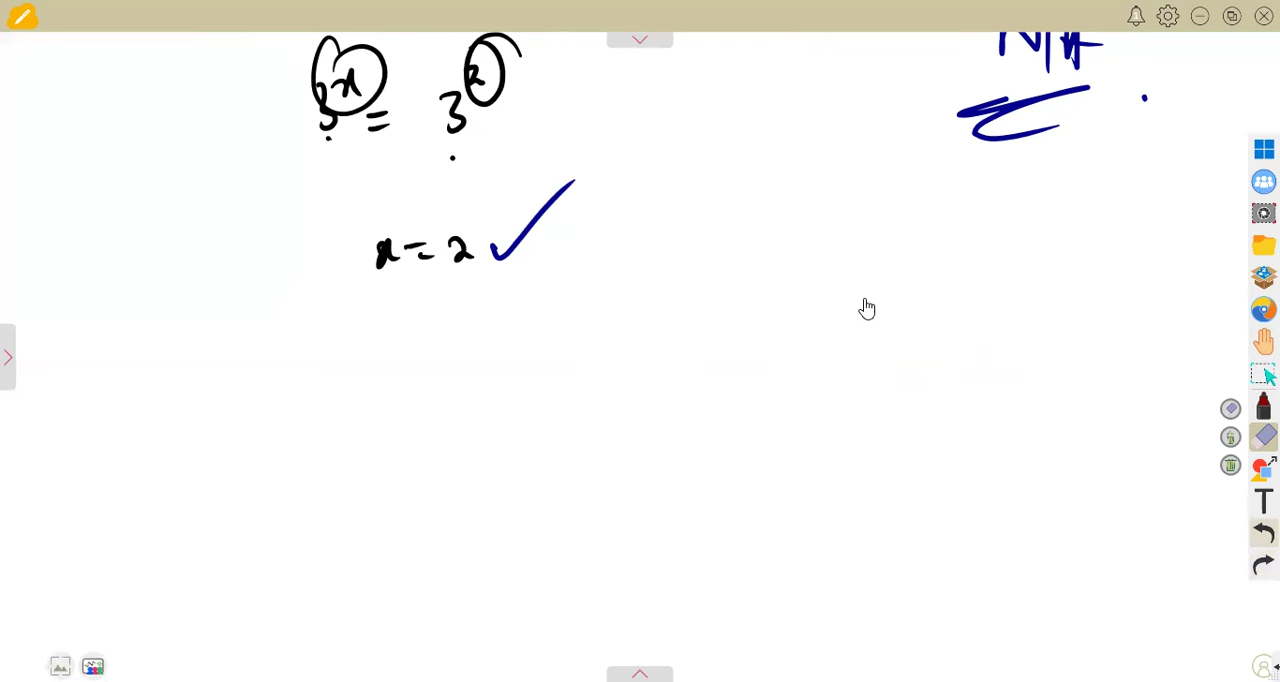 3^x = 3^2
N/A
x = 2 ✓